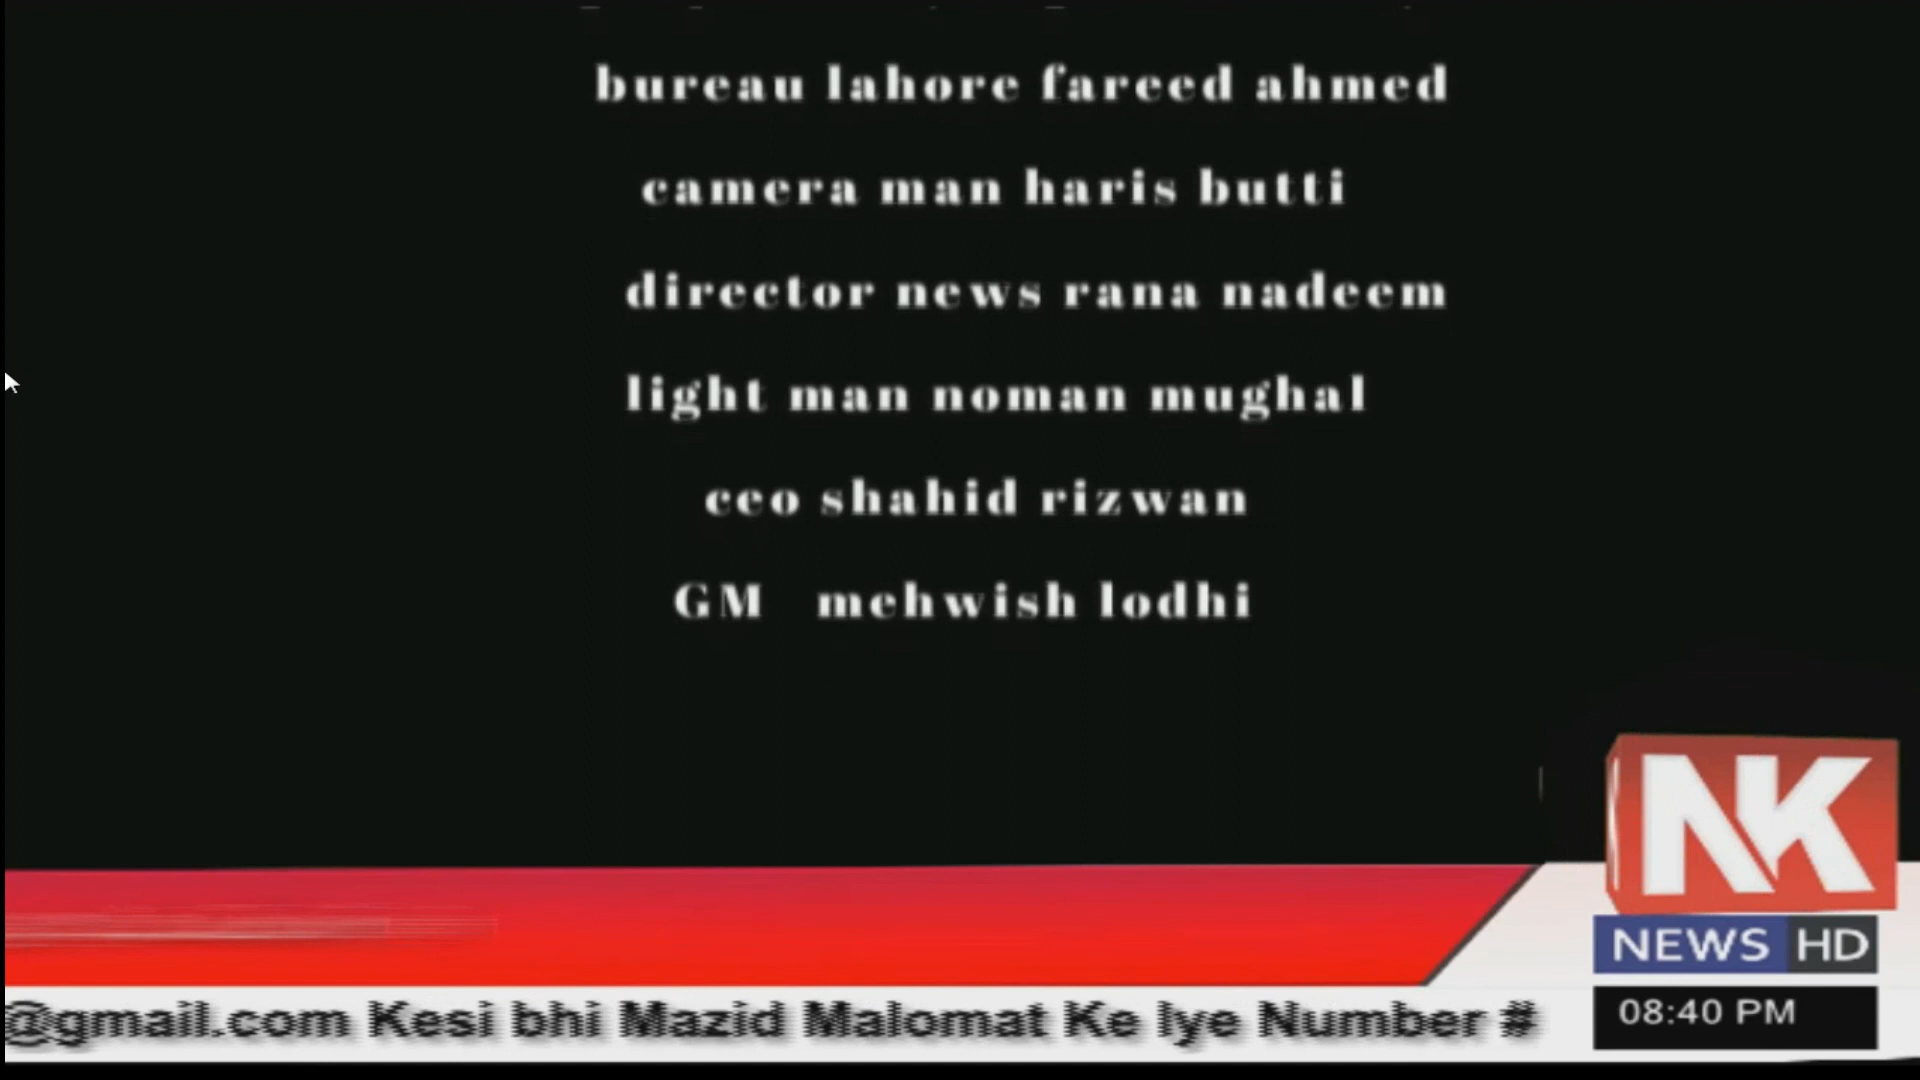 bureau lahore fareed ahmed
camera man haris butti
director news rana nadeem
light man noman mughal
ceo shahid rizwan
GM mehwish lodhi
NK
NEWS HD
08:40 PM
@gmail.com Kesi bhi Mazid Malomat Ke lye Number #